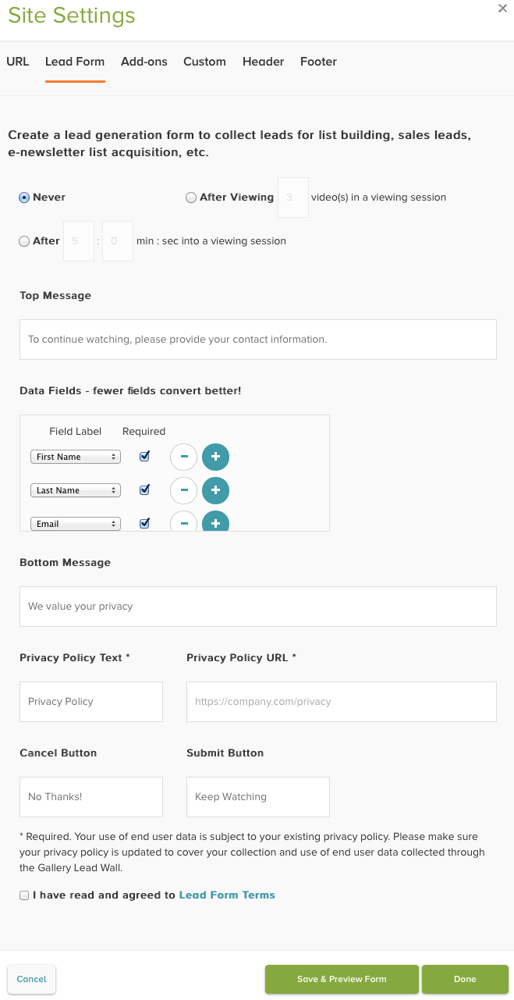 Site Settings
URL Lead Form Add-ons Custom Header Footer
Create a lead generation form to collect leads for list building, sales leads,
e-newsletter list acquisition, etc.
Never After Viewing 3 video(s) in a viewing session
After 5 : 0 min : sec into a viewing session
Top Message
To continue watching, please provide your contact information.
Data Fields - fewer fields convert better!
Field Label Required
First Name
Last Name
Email
Bottom Message
We value your privacy
Privacy Policy Text * Privacy Policy URL *
Privacy Policy https://company.com/privacy
Cancel Button Submit Button
No Thanks! Keep Watching
* Required. Your use of end user data is subject to your existing privacy policy. Please make sure
your privacy policy is updated to cover your collection and use of end user data collected through
the Gallery Lead Wall.
I have read and agreed to Lead Form Terms
Cancel Save & Preview Form Done